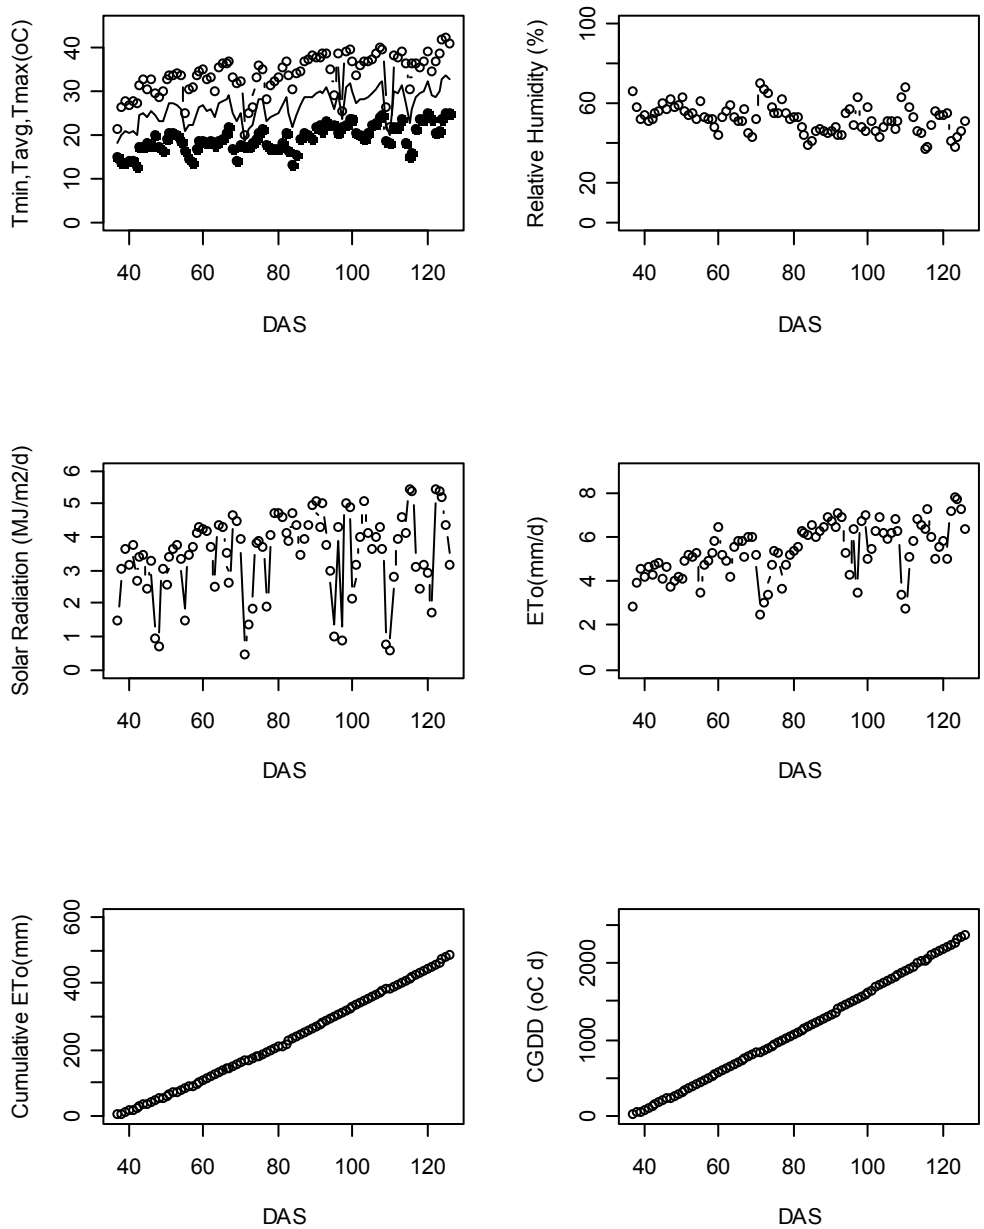 Tmin,Tavg,Tmax(oC)
0 10 20 30 40
40 60 80 100 120
DAS
Relative Humidity (%)
0 20 60 100
40 60 80 100 120
DAS
Solar Radiation (MJ/m2/d)
0 1 2 3 4 5 6
40 60 80 100 120
DAS
ETo(mm/d)
0 2 4 6 8
40 60 80 100 120
DAS
Cumulative ETo(mm)
0 200 400 600
40 60 80 100 120
DAS
CGDD (oC d)
0 1000 2000
40 60 80 100 120
DAS